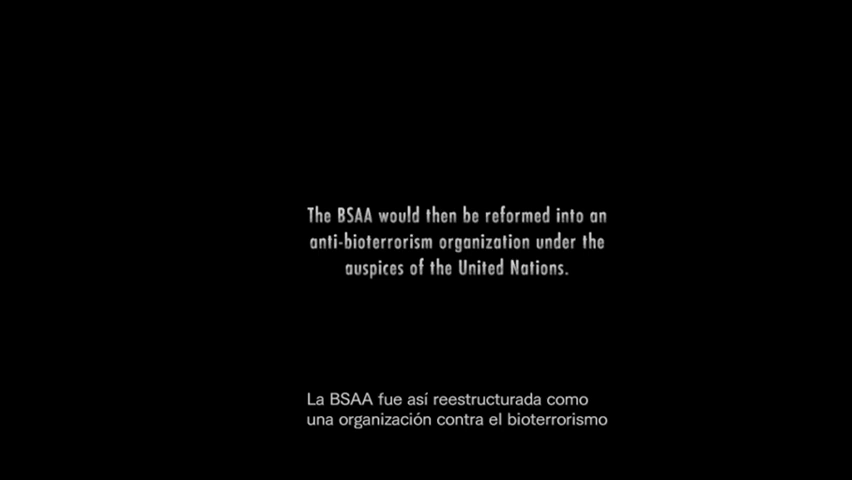 The BSAA would then be reformed into an
anti-bioterrorism organization under the
auspices of the United Nations.
La BSAA fue así reestructurada como
una organización contra el bioterrorismo